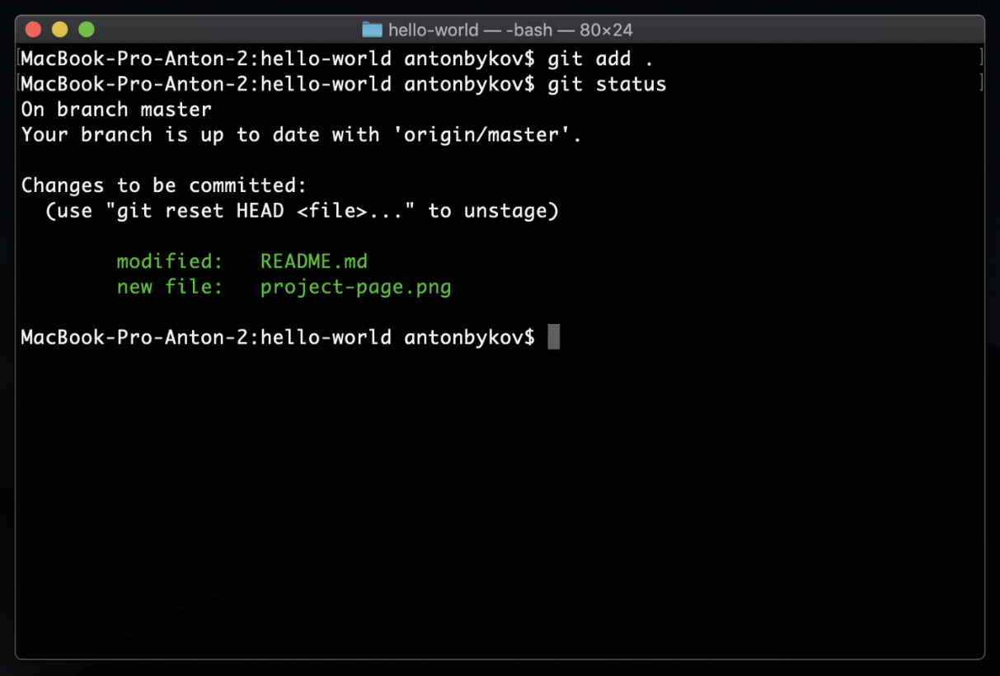 hello-world — -bash — 80×24
[MacBook-Pro-Anton-2:hello-world antonbykov$ git add . ]
[MacBook-Pro-Anton-2:hello-world antonbykov$ git status ]
On branch master
Your branch is up to date with 'origin/master'.
Changes to be committed:
(use "git reset HEAD <file>..." to unstage)
modified: README.md
new file: project-page.png
MacBook-Pro-Anton-2:hello-world antonbykov$